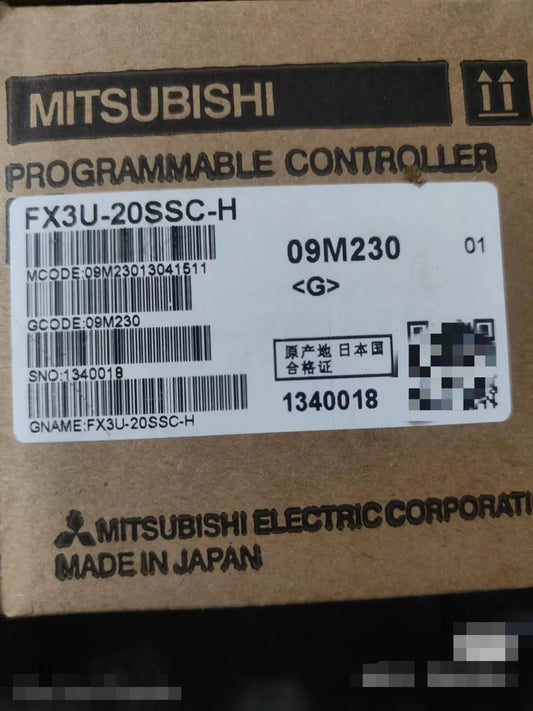 MITSUBISHI
PROGRAMMABLE CONTROLLER
FX3U-20SSC-H
MCODE:09M23013041511
GCODE:09M230
SNO:1340018
GNAME:FX3U-20SSC-H
09M230
01
<G>
原产地 日本国
合格证
1340018
MITSUBISHI ELECTRIC CORPORATI
MADE IN JAPAN